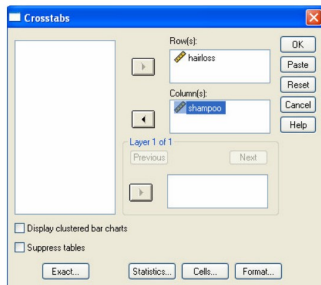 Crosstabs
Row(s):
hairloss
Column(s):
shampoo
Layer 1 of 1
Previous
Next
Display clustered bar charts
Suppress tables
Exact...
Statistics...
Cells...
Format...
OK
Paste
Reset
Cancel
Help